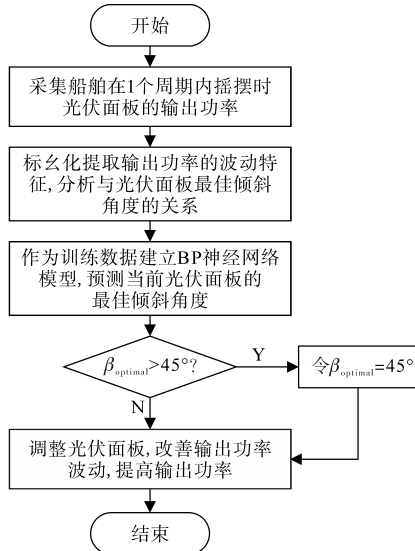 开始
采集船舶在1个周期内摇摆时
光伏面板的输出功率
标幺化提取输出功率的波动特
征,分析与光伏面板最佳倾斜
角度的关系
作为训练数据建立BP神经网络
模型,预测当前光伏面板的
最佳倾斜角度
β_optimal>45°?
Y
令β_optimal=45°
N
调整光伏面板,改善输出功率
波动,提高输出功率
结束